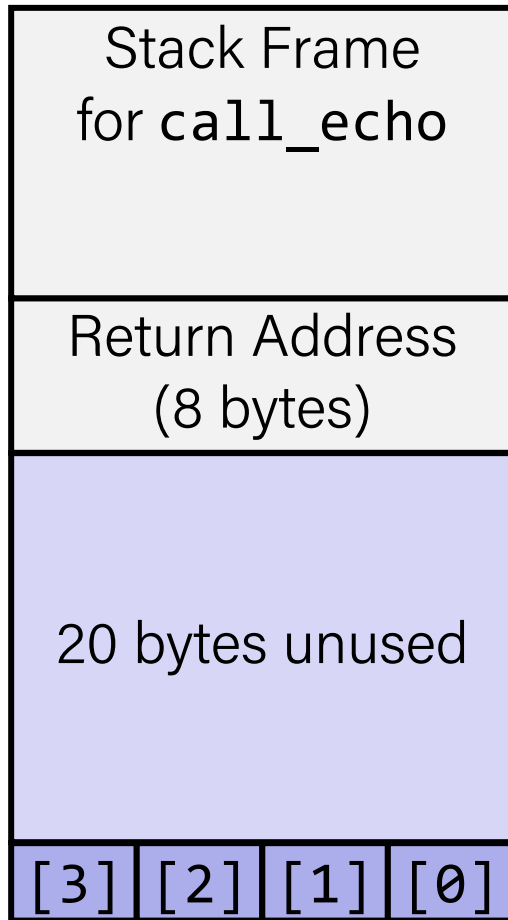 Stack Frame
for call_echo
Return Address
(8 bytes)
20 bytes unused
[3] [2] [1] [0]